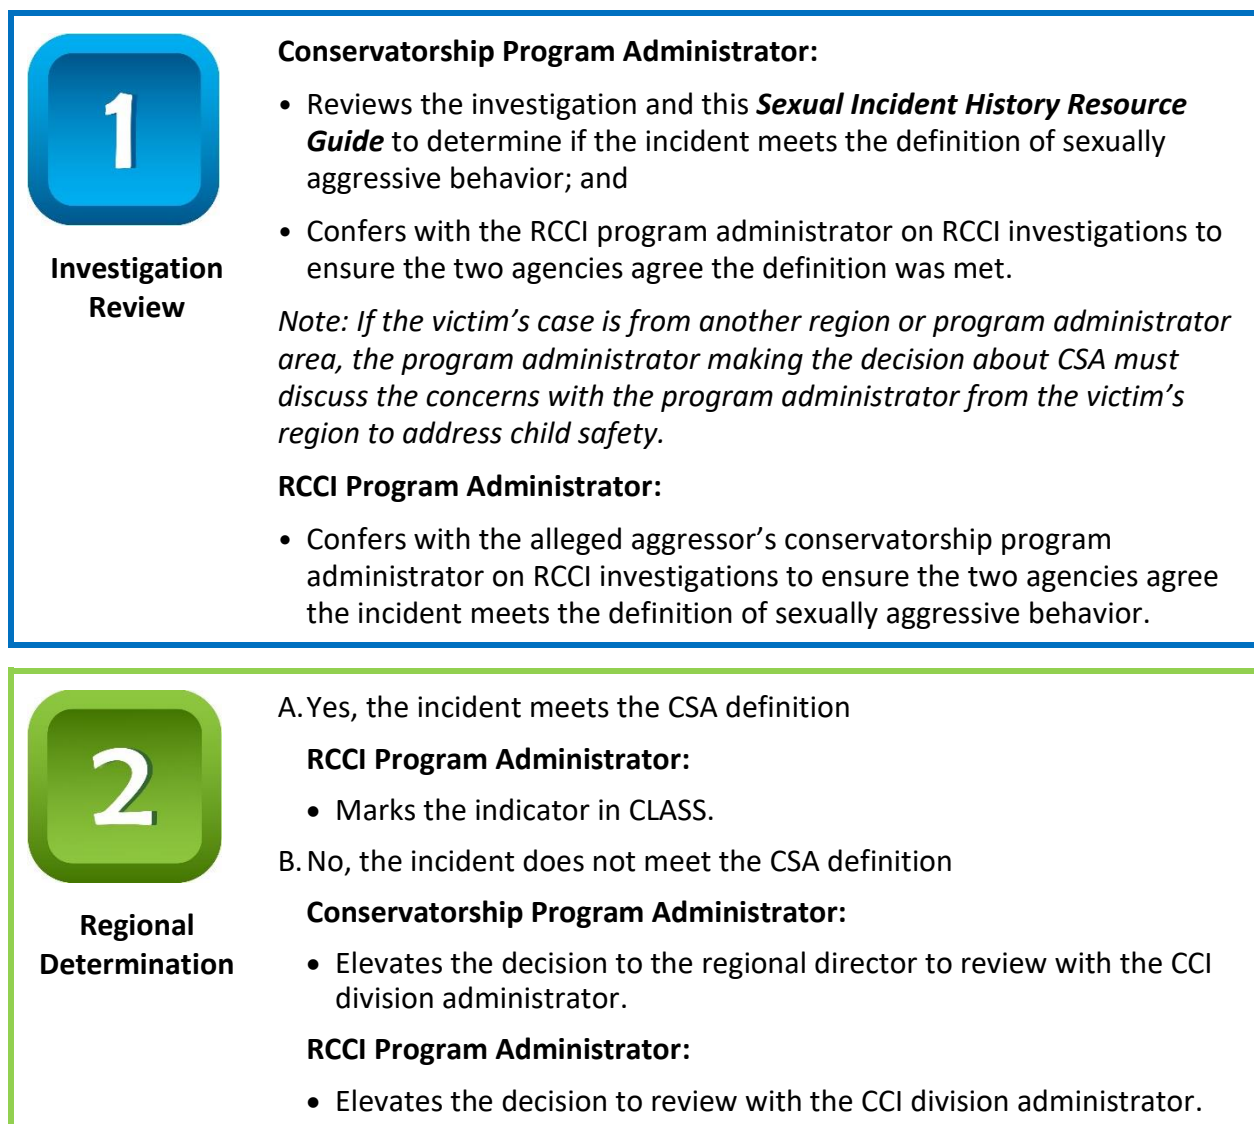 1
Investigation
Review
Conservatorship Program Administrator:
• Reviews the investigation and this Sexual Incident History Resource
Guide to determine if the incident meets the definition of sexually
aggressive behavior; and
• Confers with the RCCI program administrator on RCCI investigations to
ensure the two agencies agree the definition was met.
Note: If the victim’s case is from another region or program administrator
area, the program administrator making the decision about CSA must
discuss the concerns with the program administrator from the victim’s
region to address child safety.
RCCI Program Administrator:
• Confers with the alleged aggressor’s conservatorship program
administrator on RCCI investigations to ensure the two agencies agree
the incident meets the definition of sexually aggressive behavior.
2
Regional
Determination
A. Yes, the incident meets the CSA definition
RCCI Program Administrator:
• Marks the indicator in CLASS.
B. No, the incident does not meet the CSA definition
Conservatorship Program Administrator:
• Elevates the decision to the regional director to review with the CCI
division administrator.
RCCI Program Administrator:
• Elevates the decision to review with the CCI division administrator.